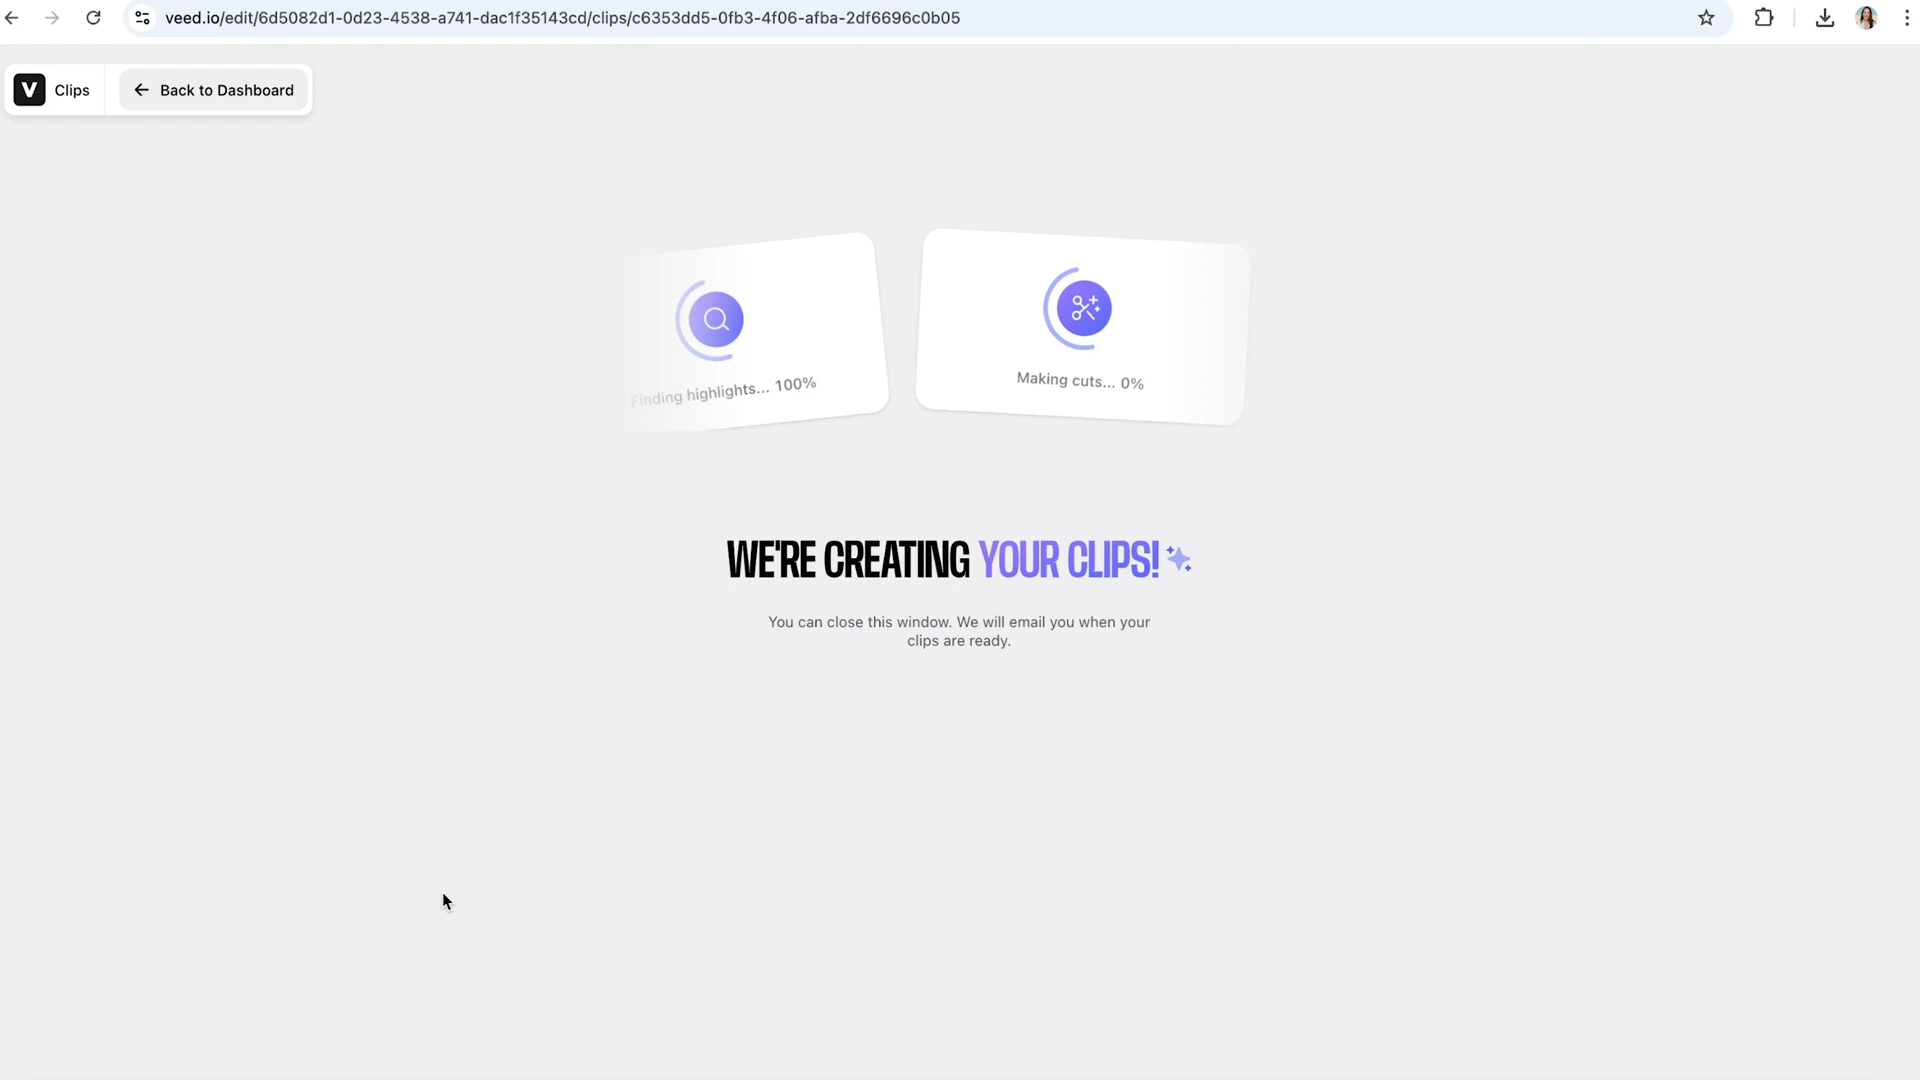 veed.io/edit/6d5082d1-0d23-4538-a741-dac1f35143cd/clips/c6353dd5-0fb3-4f06-afba-2df6696c0b05
V Clips
Back to Dashboard
Finding highlights... 100%
Making cuts... 0%
WE'RE CREATING YOUR CLIPS!
You can close this window. We will email you when your
clips are ready.